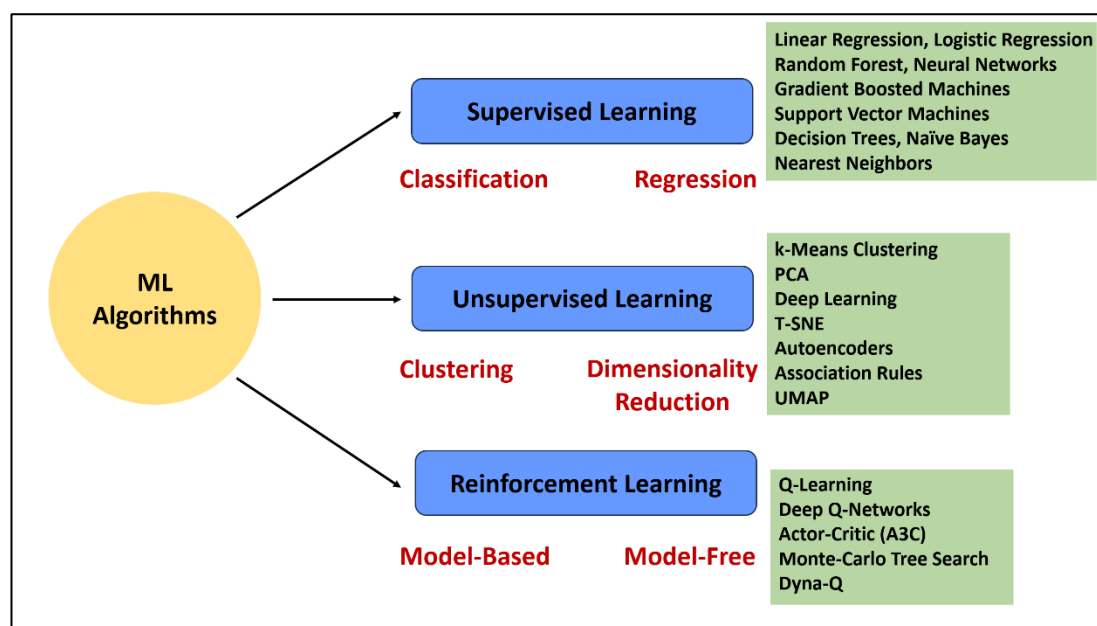 ML
Algorithms
Supervised Learning
Classification
Regression
Linear Regression, Logistic Regression
Random Forest, Neural Networks
Gradient Boosted Machines
Support Vector Machines
Decision Trees, Naïve Bayes
Nearest Neighbors
Unsupervised Learning
Clustering
Dimensionality
Reduction
k-Means Clustering
PCA
Deep Learning
T-SNE
Autoencoders
Association Rules
UMAP
Reinforcement Learning
Model-Based
Model-Free
Q-Learning
Deep Q-Networks
Actor-Critic (A3C)
Monte-Carlo Tree Search
Dyna-Q